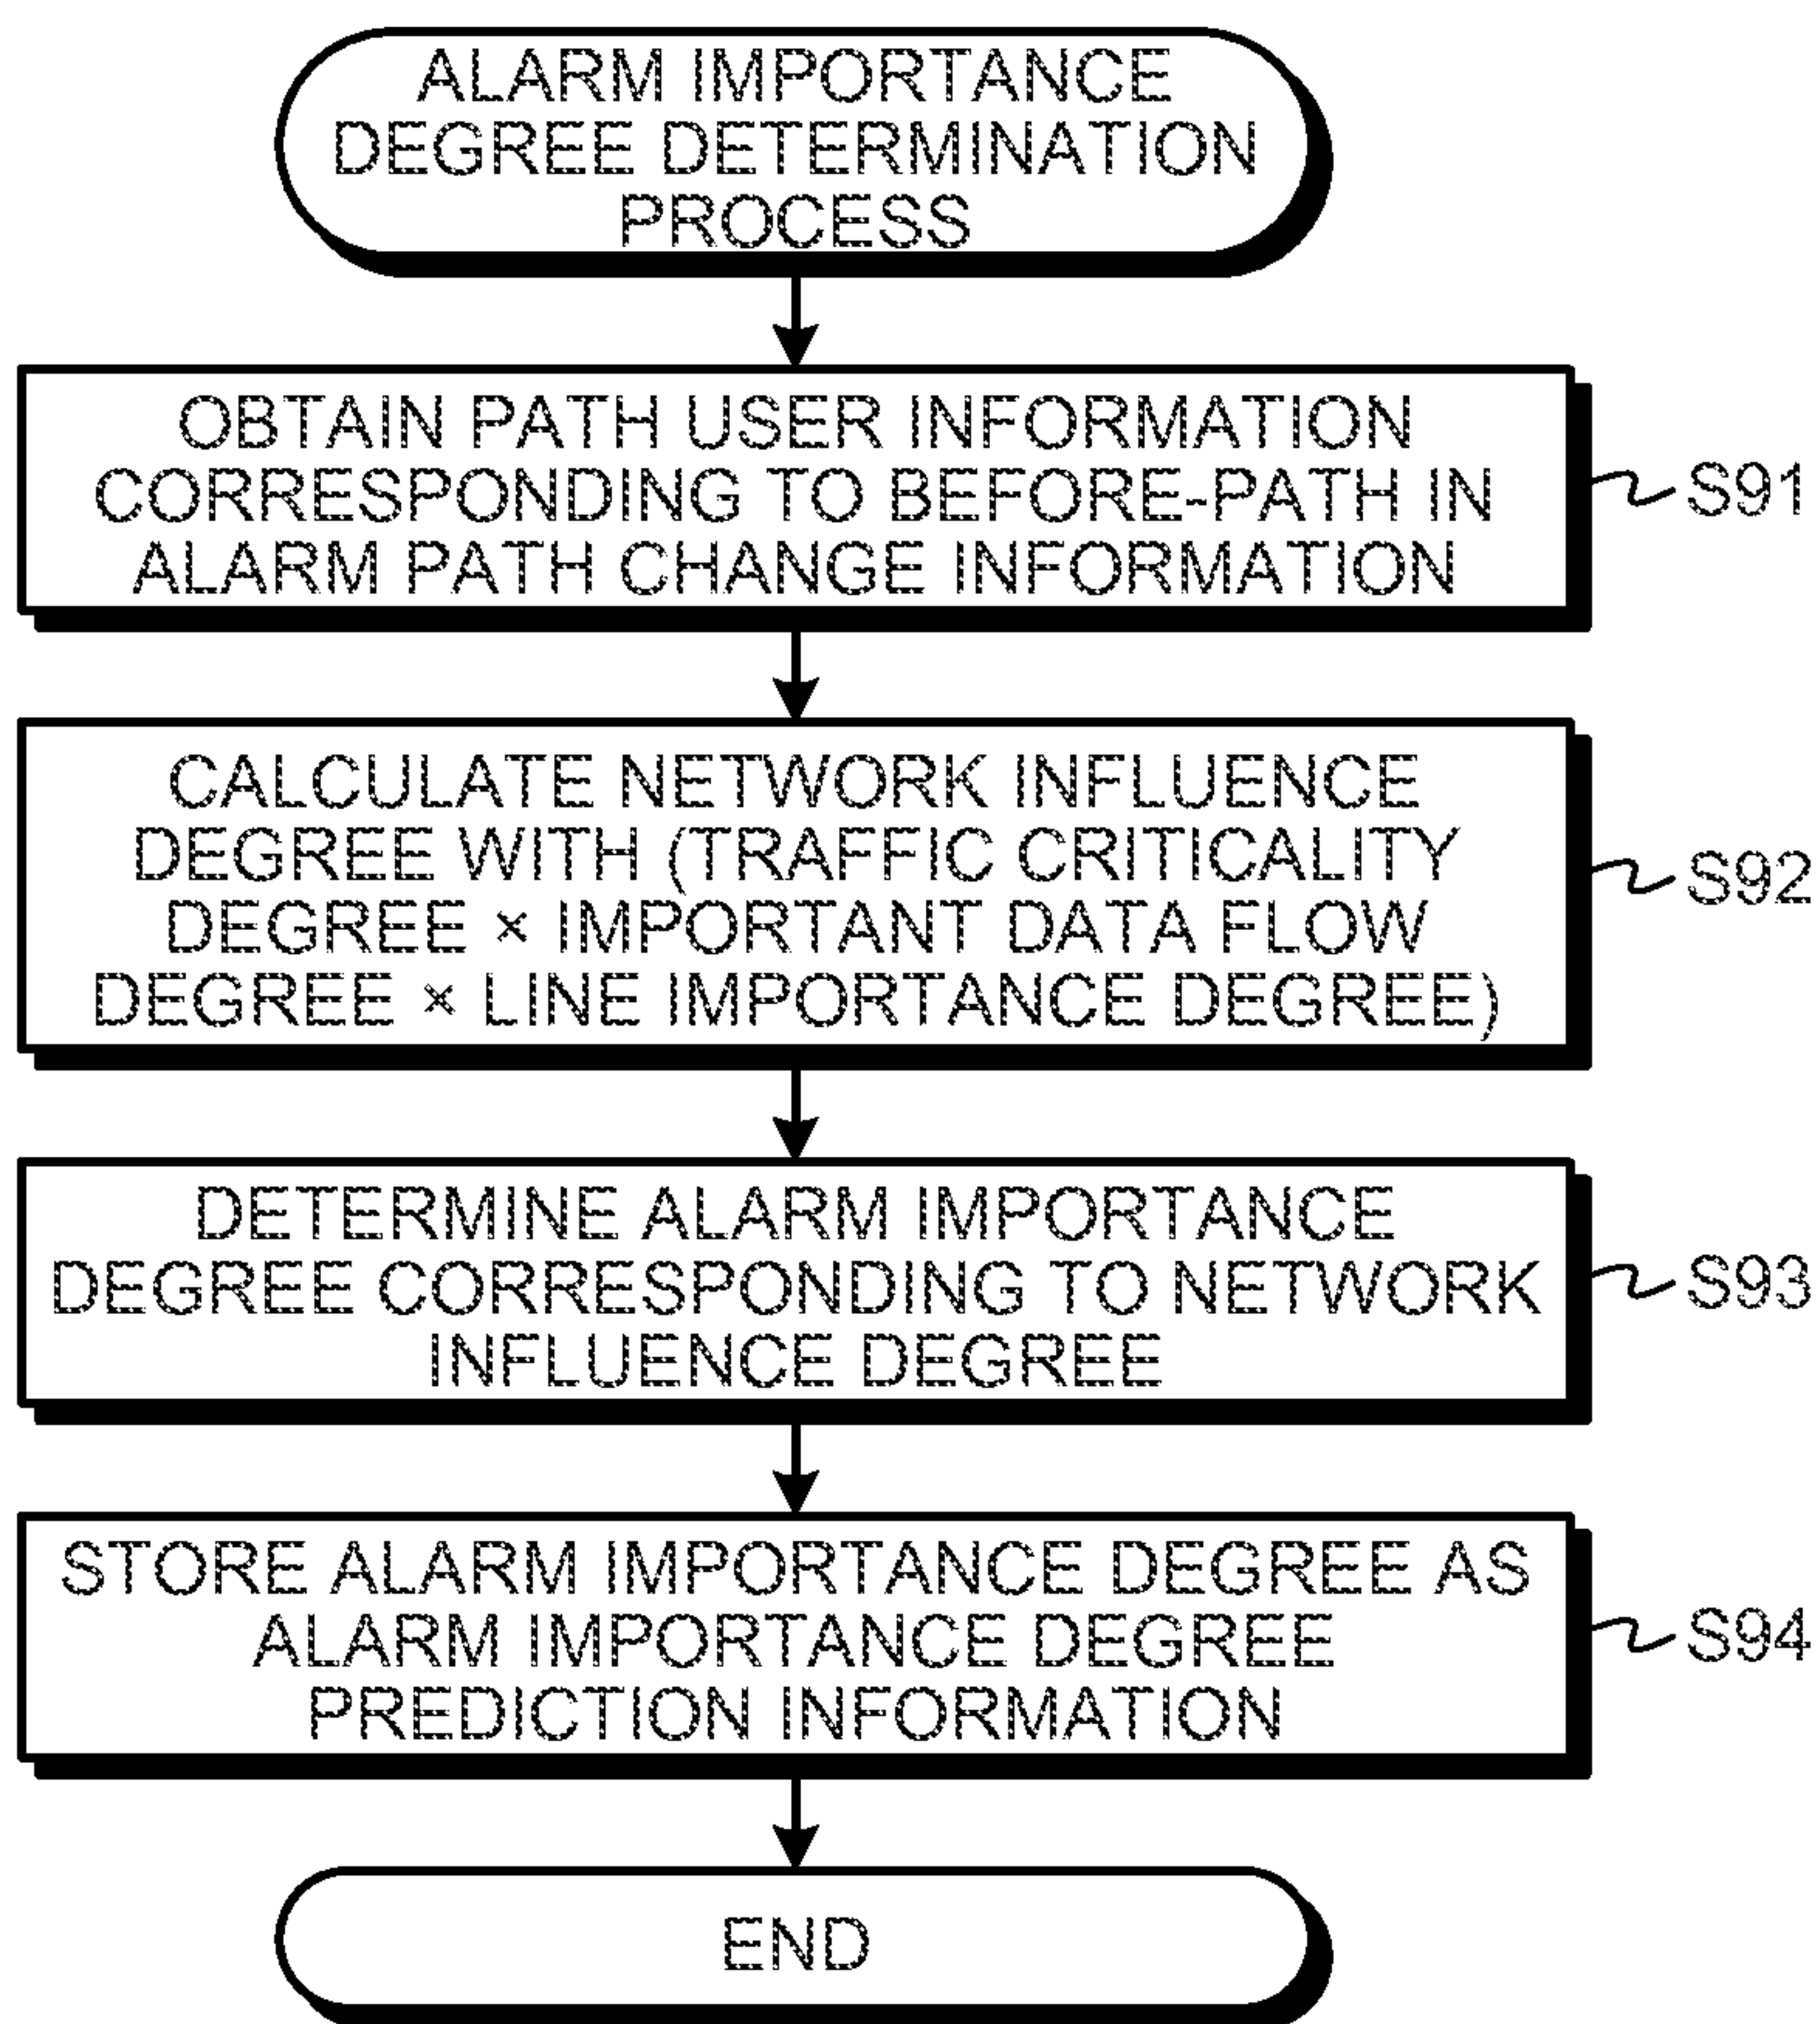 ALARM IMPORTANCE
DEGREE DETERMINATION
PROCESS
OBTAIN PATH USER INFORMATION
CORRESPONDING TO BEFORE-PATH IN
ALARM PATH CHANGE INFORMATION
S91
CALCULATE NETWORK INFLUENCE
DEGREE WITH (TRAFFIC CRITICALITY
DEGREE × IMPORTANT DATA FLOW
DEGREE × LINE IMPORTANCE DEGREE)
S92
DETERMINE ALARM IMPORTANCE
DEGREE CORRESPONDING TO NETWORK
INFLUENCE DEGREE
S93
STORE ALARM IMPORTANCE DEGREE AS
ALARM IMPORTANCE DEGREE
PREDICTION INFORMATION
S94
END